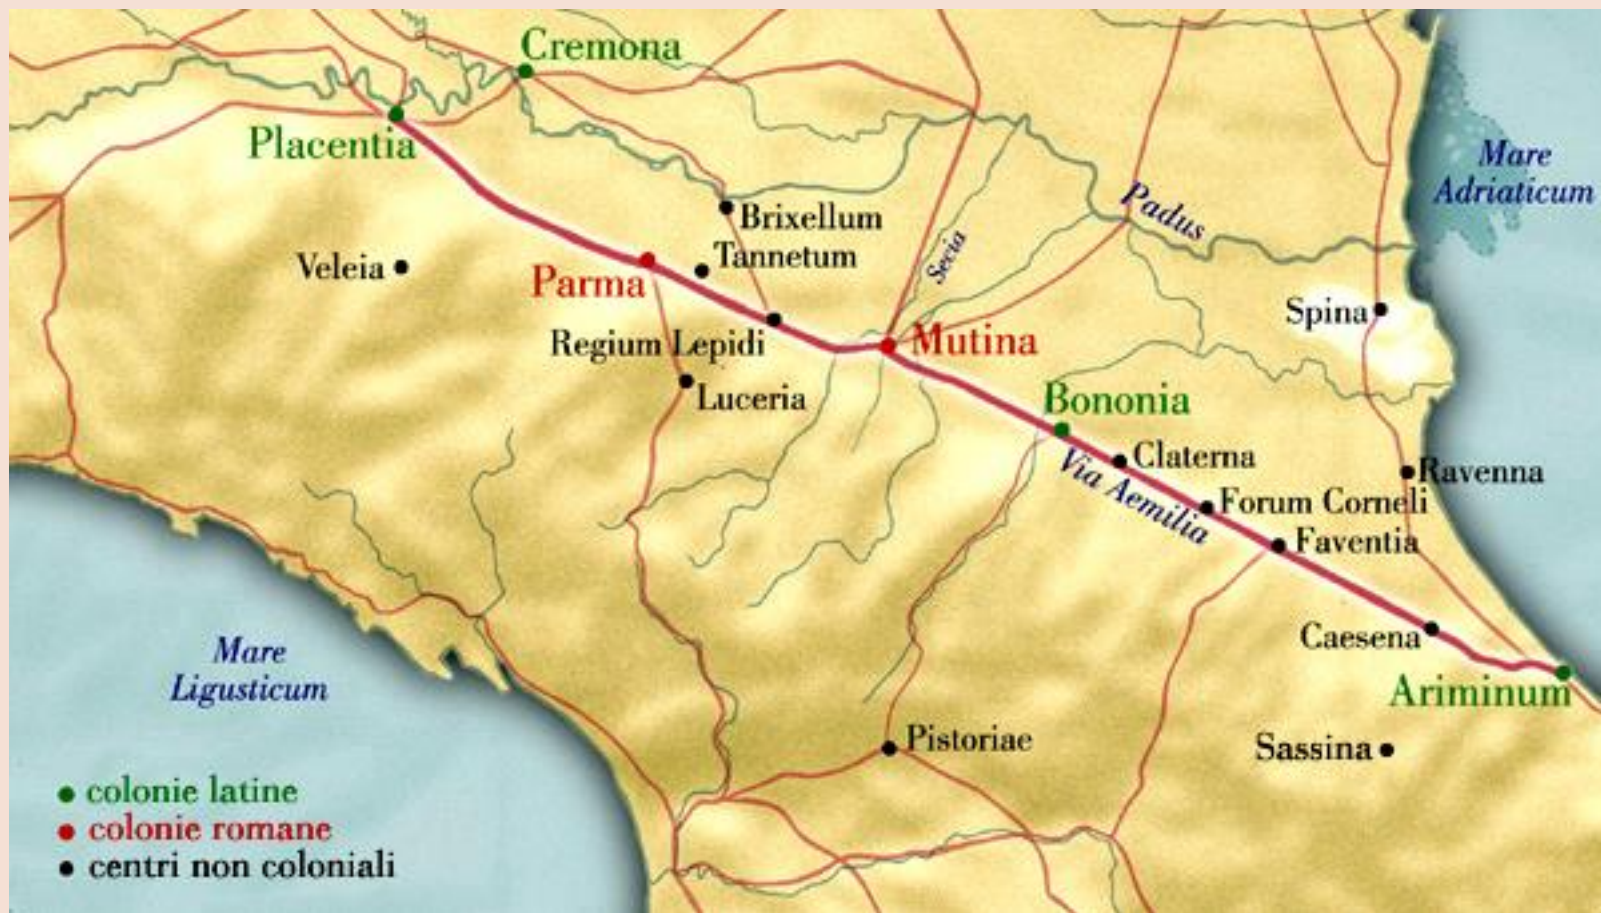 Cremona
Placentia
Mare
Adriaticum
Padus
Brixellum
Secia
Tannetum
Veleia
Parma
Spina
Regium Lepidi
Mutina
Luceria
Bononia
Via Aemilia
Claterna
Ravenna
Forum Corneli
Faventia
Caesena
Mare
Ligusticum
Ariminum
Pistoriae
Sassina
colonie latine
colonie romane
centri non coloniali